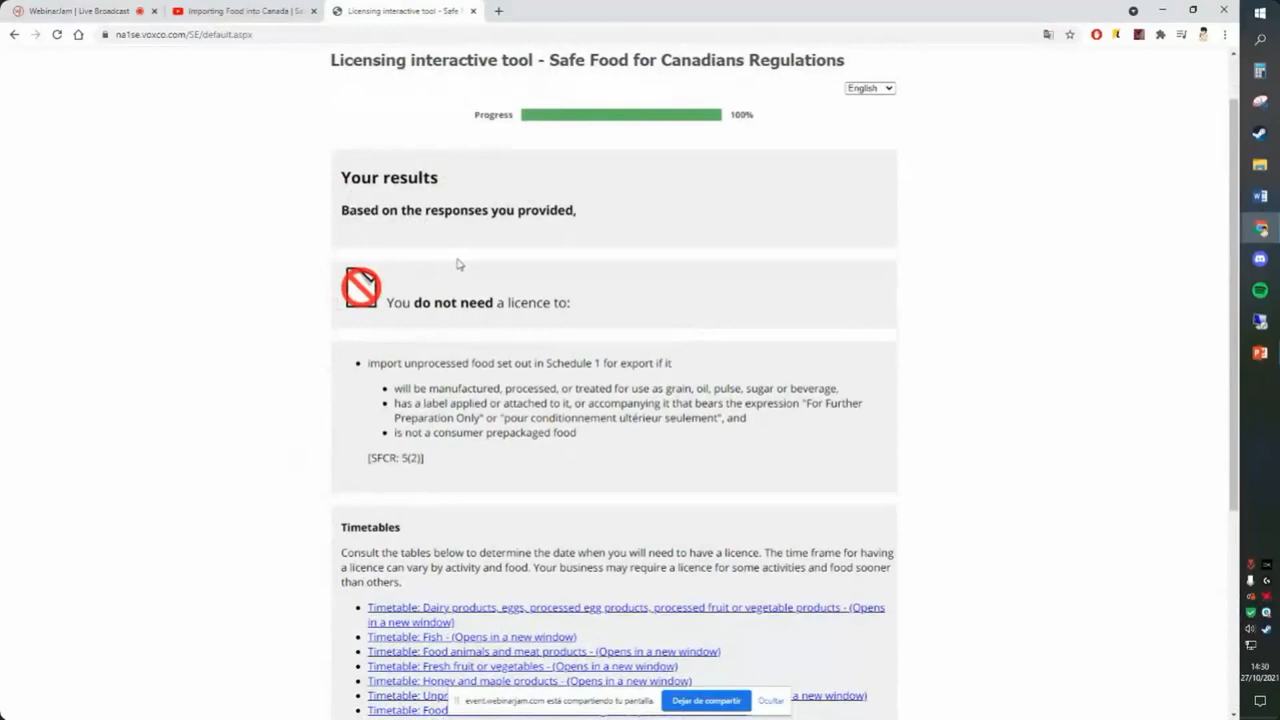 WebinarJam | Live Broadcast
Importing Food into Canada | Sa
Licensing interactive tool - Safe F
na1se.voxco.com/SE/default.aspx
Licensing interactive tool - Safe Food for Canadians Regulations
English
Progress 100%
Your results
Based on the responses you provided,
You do not need a licence to:
import unprocessed food set out in Schedule 1 for export if it
will be manufactured, processed, or treated for use as grain, oil, pulse, sugar or beverage,
has a label applied or attached to it, or accompanying it that bears the expression "For Further
Preparation Only" or "pour conditionnement ultérieur seulement", and
is not a consumer prepackaged food
[SFCR: 5(2)]
Timetables
Consult the tables below to determine the date when you will need to have a licence. The time frame for having
a licence can vary by activity and food. Your business may require a licence for some activities and food sooner
than others.
Timetable: Dairy products, eggs, processed egg products, processed fruit or vegetable products - (Opens
in a new window)
Timetable: Fish - (Opens in a new window)
Timetable: Food animals and meat products - (Opens in a new window)
Timetable: Fresh fruit or vegetables - (Opens in a new window)
Timetable: Honey and maple products - (Opens in a new window)
Timetable: Unpr a new window)
Timetable: Food
event.webinarjam.com está compartiendo tu pantalla. Dejar de compartir Ocultar
14:30
27/10/2021